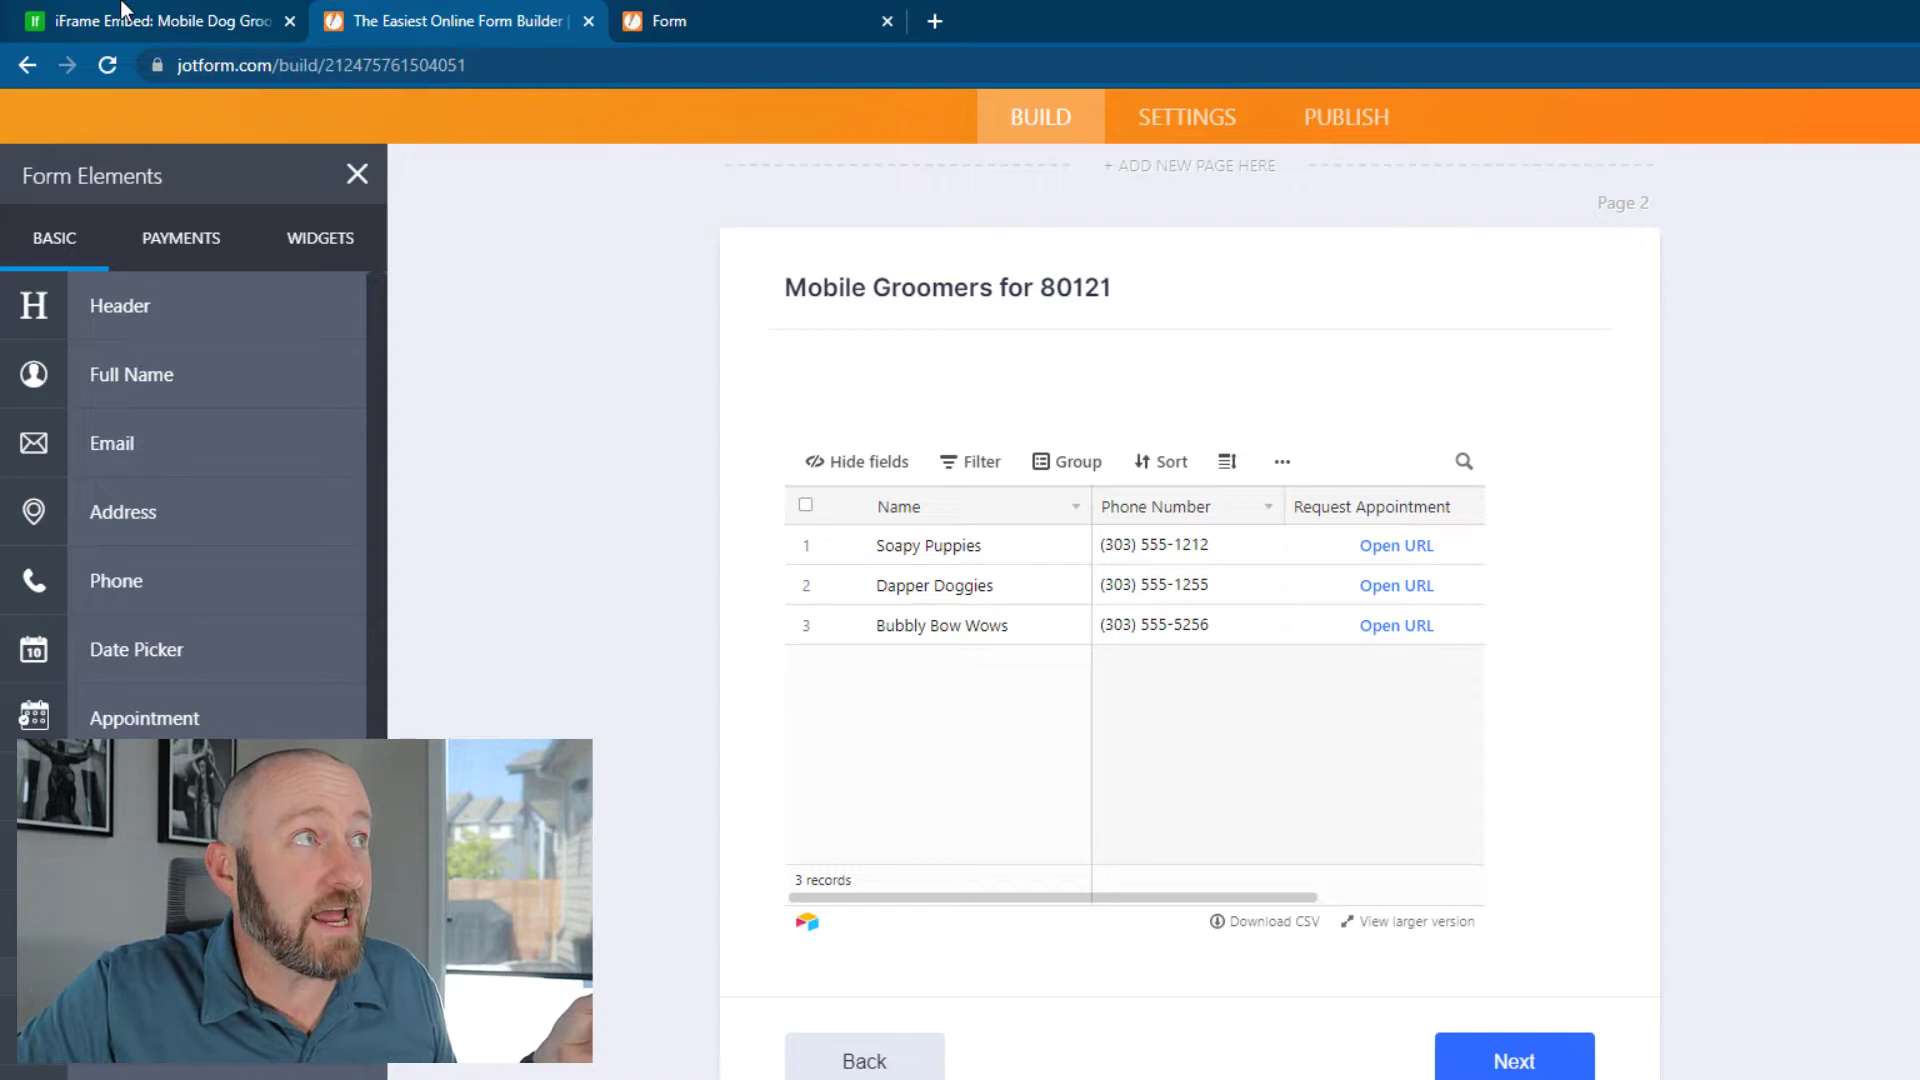 iFrame Embed: Mobile Dog Groo
The Easiest Online Form Builder |
Form
jotform.com/build/212475761504051
BUILD
SETTINGS
PUBLISH
Form Elements
+ ADD NEW PAGE HERE
Page 2
BASIC
PAYMENTS
WIDGETS
H
Header
Full Name
Email
Address
Phone
10
Date Picker
Appointment
Mobile Groomers for 80121
Hide fields
Filter
Group
Sort
Name
Phone Number
Request Appointment
1 Soapy Puppies (303) 555-1212 Open URL
2 Dapper Doggies (303) 555-1255 Open URL
3 Bubbly Bow Wows (303) 555-5256 Open URL
3 records
Download CSV
View larger version
Back
Next